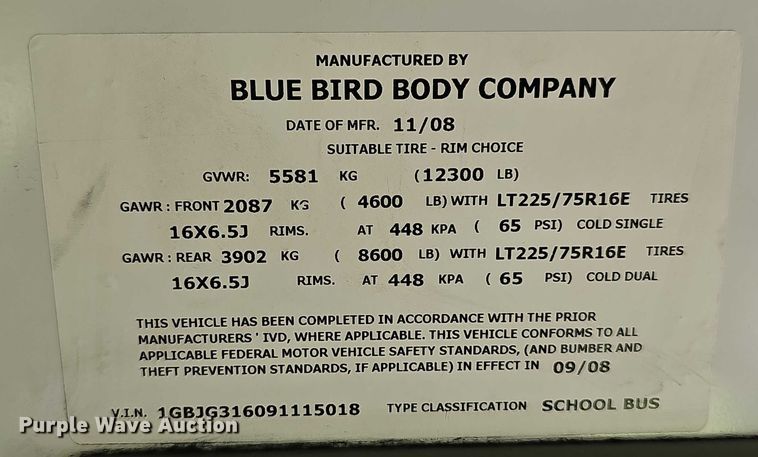 MANUFACTURED BY
BLUE BIRD BODY COMPANY
DATE OF MFR. 11/08
SUITABLE TIRE - RIM CHOICE
GVWR: 5581 KG (12300 LB)
GAWR : FRONT 2087 KG ( 4600 LB) WITH LT225/75R16E TIRES
16X6.5J RIMS. AT 448 KPA ( 65 PSI) COLD SINGLE
GAWR : REAR 3902 KG ( 8600 LB) WITH LT225/75R16E TIRES
16X6.5J RIMS. AT 448 KPA ( 65 PSI) COLD DUAL
THIS VEHICLE HAS BEEN COMPLETED IN ACCORDANCE WITH THE PRIOR
MANUFACTURERS ' IVD, WHERE APPLICABLE. THIS VEHICLE CONFORMS TO ALL
APPLICABLE FEDERAL MOTOR VEHICLE SAFETY STANDARDS, (AND BUMBER AND
THEFT PREVENTION STANDARDS, IF APPLICABLE) IN EFFECT IN 09/08
V.I.N. 1GBJG316091115018 TYPE CLASSIFICATION SCHOOL BUS
Purple Wave Auction